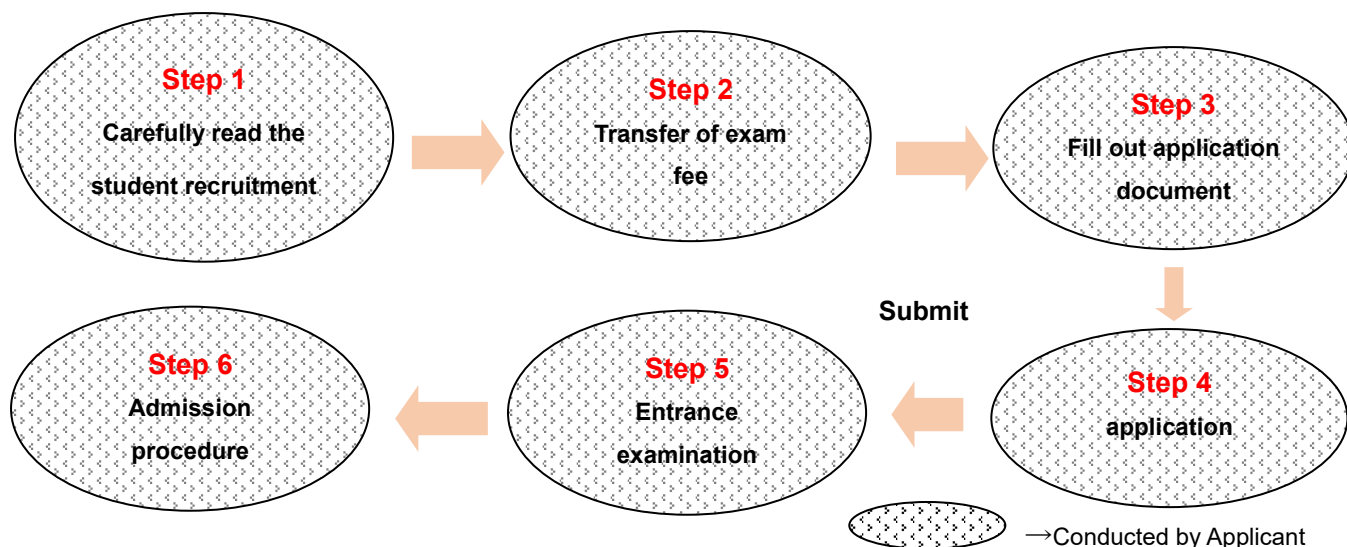 Step 1
Carefully read the
student recruitment
Step 2
Transfer of exam
fee
Step 3
Fill out application
document
Submit
Step 4
application
Step 5
Entrance
examination
Step 6
Admission
procedure
→Conducted by Applicant